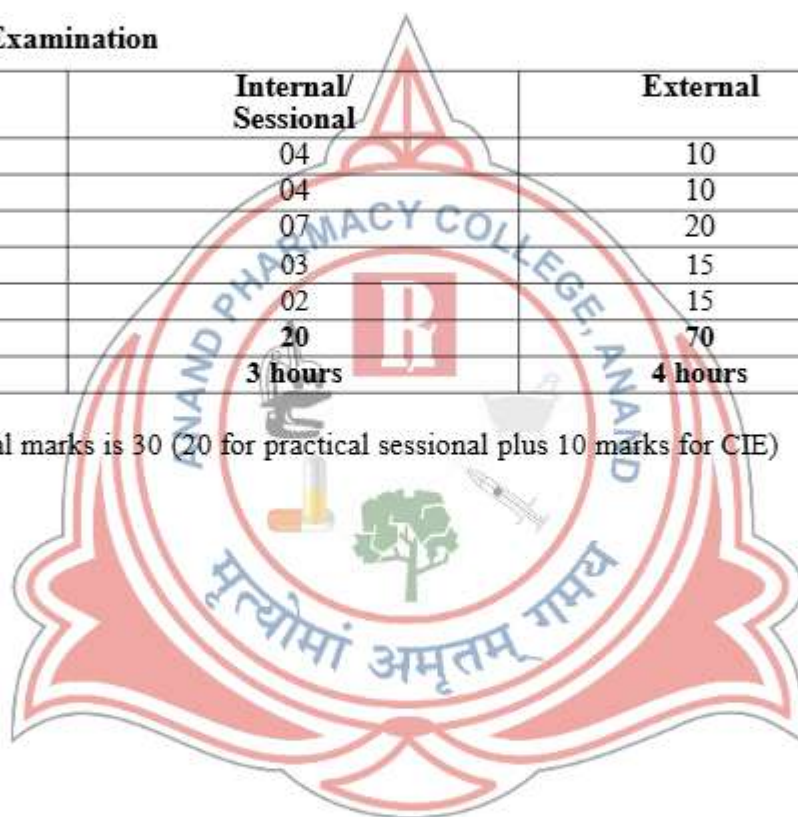 Examination
Internal/ External
Sessional
04 10
04 10
07 20
03 15
02 15
20 70
3 hours 4 hours
al marks is 30 (20 for practical sessional plus 10 marks for CIE)
ANAND PHARMACY COLLEGE, ANAND
R
मृत्योमां अमृतम् गमय